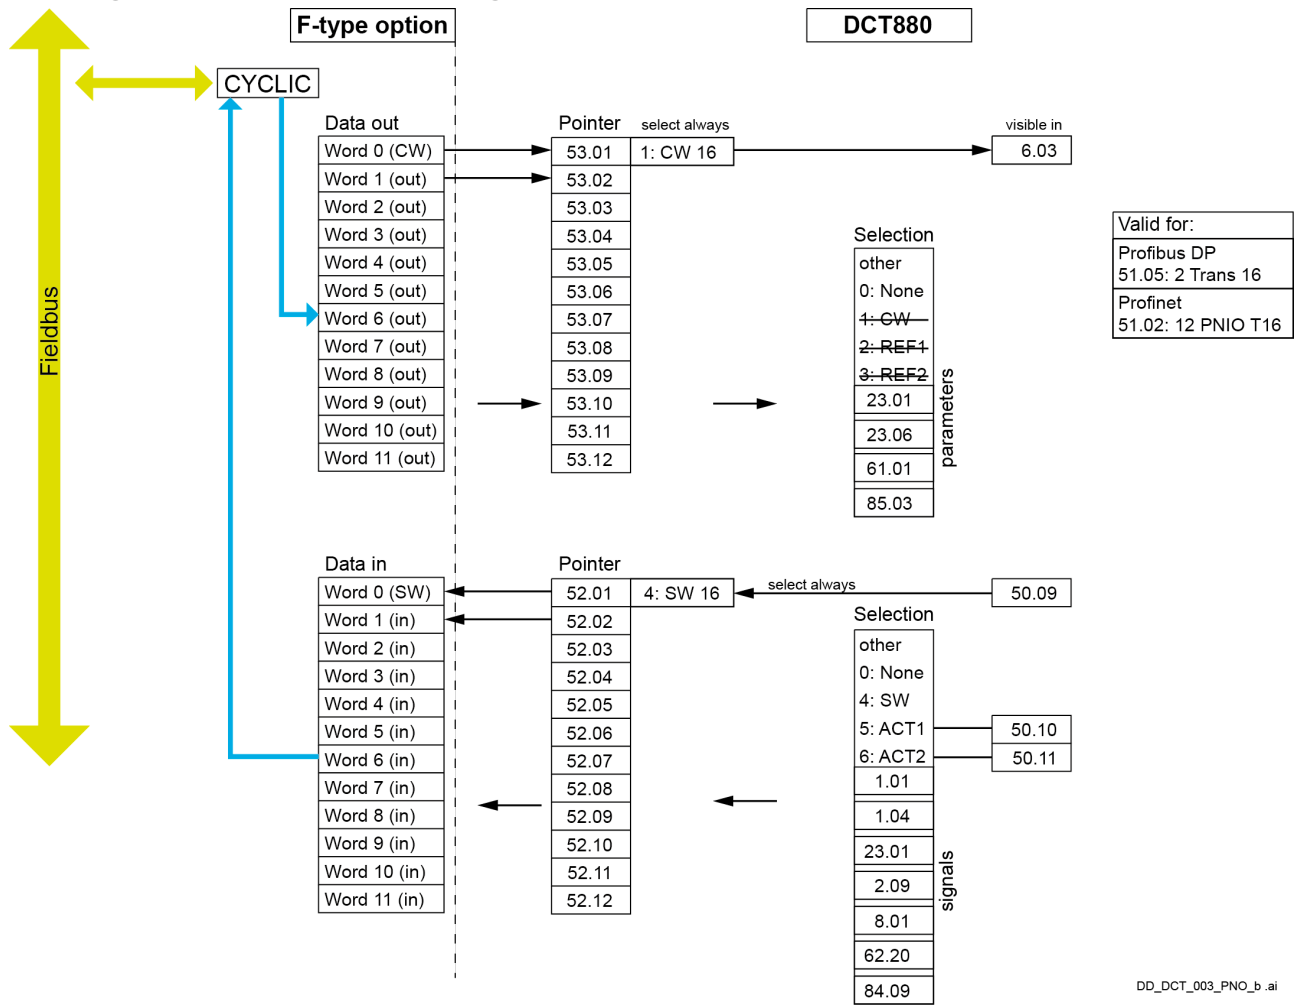 F-type option
DCT880
CYCLIC
Fieldbus
Data out
Pointer
select always
visible in
Word 0 (CW)
53.01
1: CW 16
6.03
Word 1 (out)
53.02
Word 2 (out)
53.03
Word 3 (out)
53.04
Word 4 (out)
53.05
Word 5 (out)
53.06
Word 6 (out)
53.07
Word 7 (out)
53.08
Word 8 (out)
53.09
Word 9 (out)
53.10
Word 10 (out)
53.11
Word 11 (out)
53.12
Selection
other
0: None
1: CW
2: REF1
3: REF2
23.01
23.06
61.01
85.03
parameters
Valid for:
Profibus DP
51.05: 2 Trans 16
Profinet
51.02: 12 PNIO T16
Data in
Pointer
Word 0 (SW)
52.01
4: SW 16
select always
50.09
Word 1 (in)
52.02
Word 2 (in)
52.03
Word 3 (in)
52.04
Word 4 (in)
52.05
Word 5 (in)
52.06
Word 6 (in)
52.07
Word 7 (in)
52.08
Word 8 (in)
52.09
Word 9 (in)
52.10
Word 10 (in)
52.11
Word 11 (in)
52.12
Selection
other
0: None
4: SW
5: ACT1
50.10
6: ACT2
50.11
1.01
1.04
23.01
2.09
8.01
62.20
84.09
signals
DD_DCT_003_PNO_b .ai